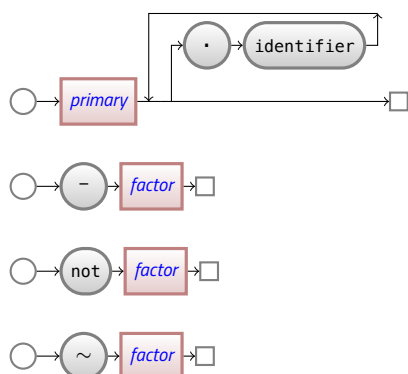 . identifier
primary
- factor
not factor
~ factor